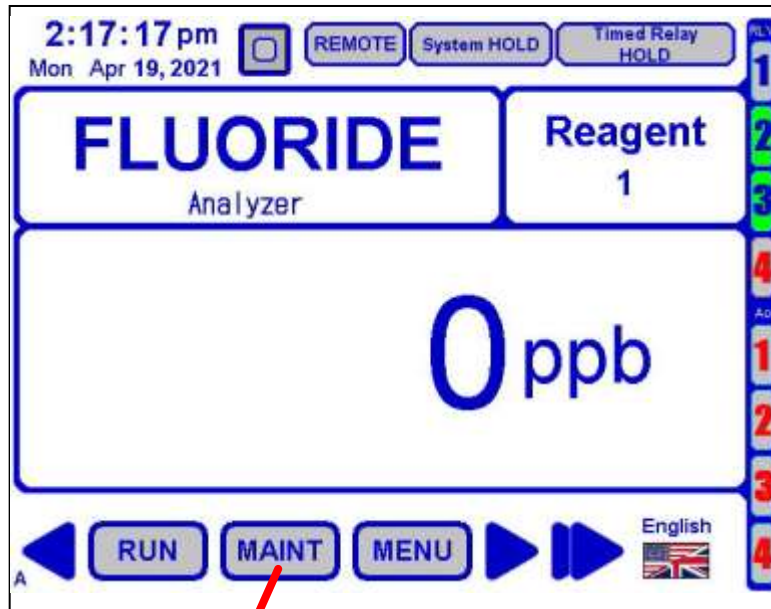 2:17:17 pm
Mon Apr 19, 2021
REMOTE
System HOLD
Timed Relay
HOLD
FLUORIDE
Analyzer
Reagent
1
0 ppb
1
2
3
4
1
2
3
4
RUN
MAINT
MENU
English
A